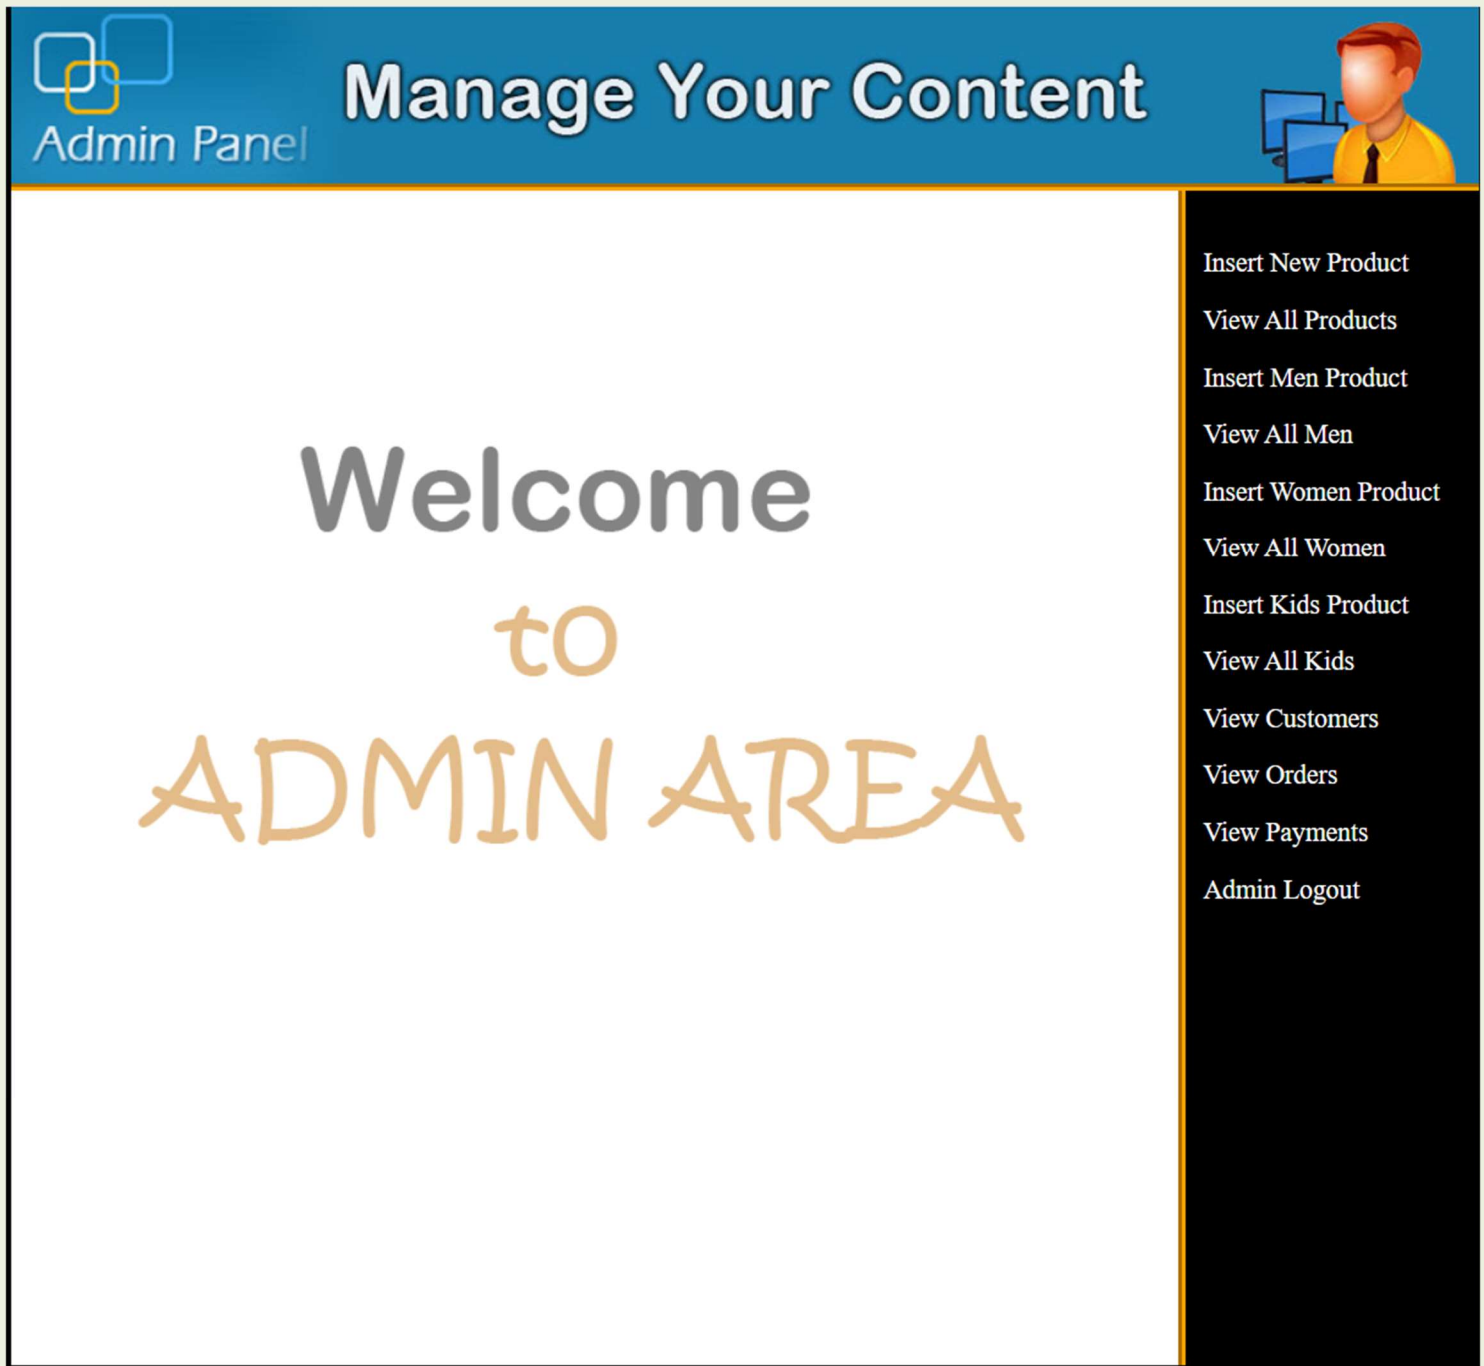 Admin Panel
Manage Your Content
Welcome
to
ADMIN AREA
Insert New Product
View All Products
Insert Men Product
View All Men
Insert Women Product
View All Women
Insert Kids Product
View All Kids
View Customers
View Orders
View Payments
Admin Logout